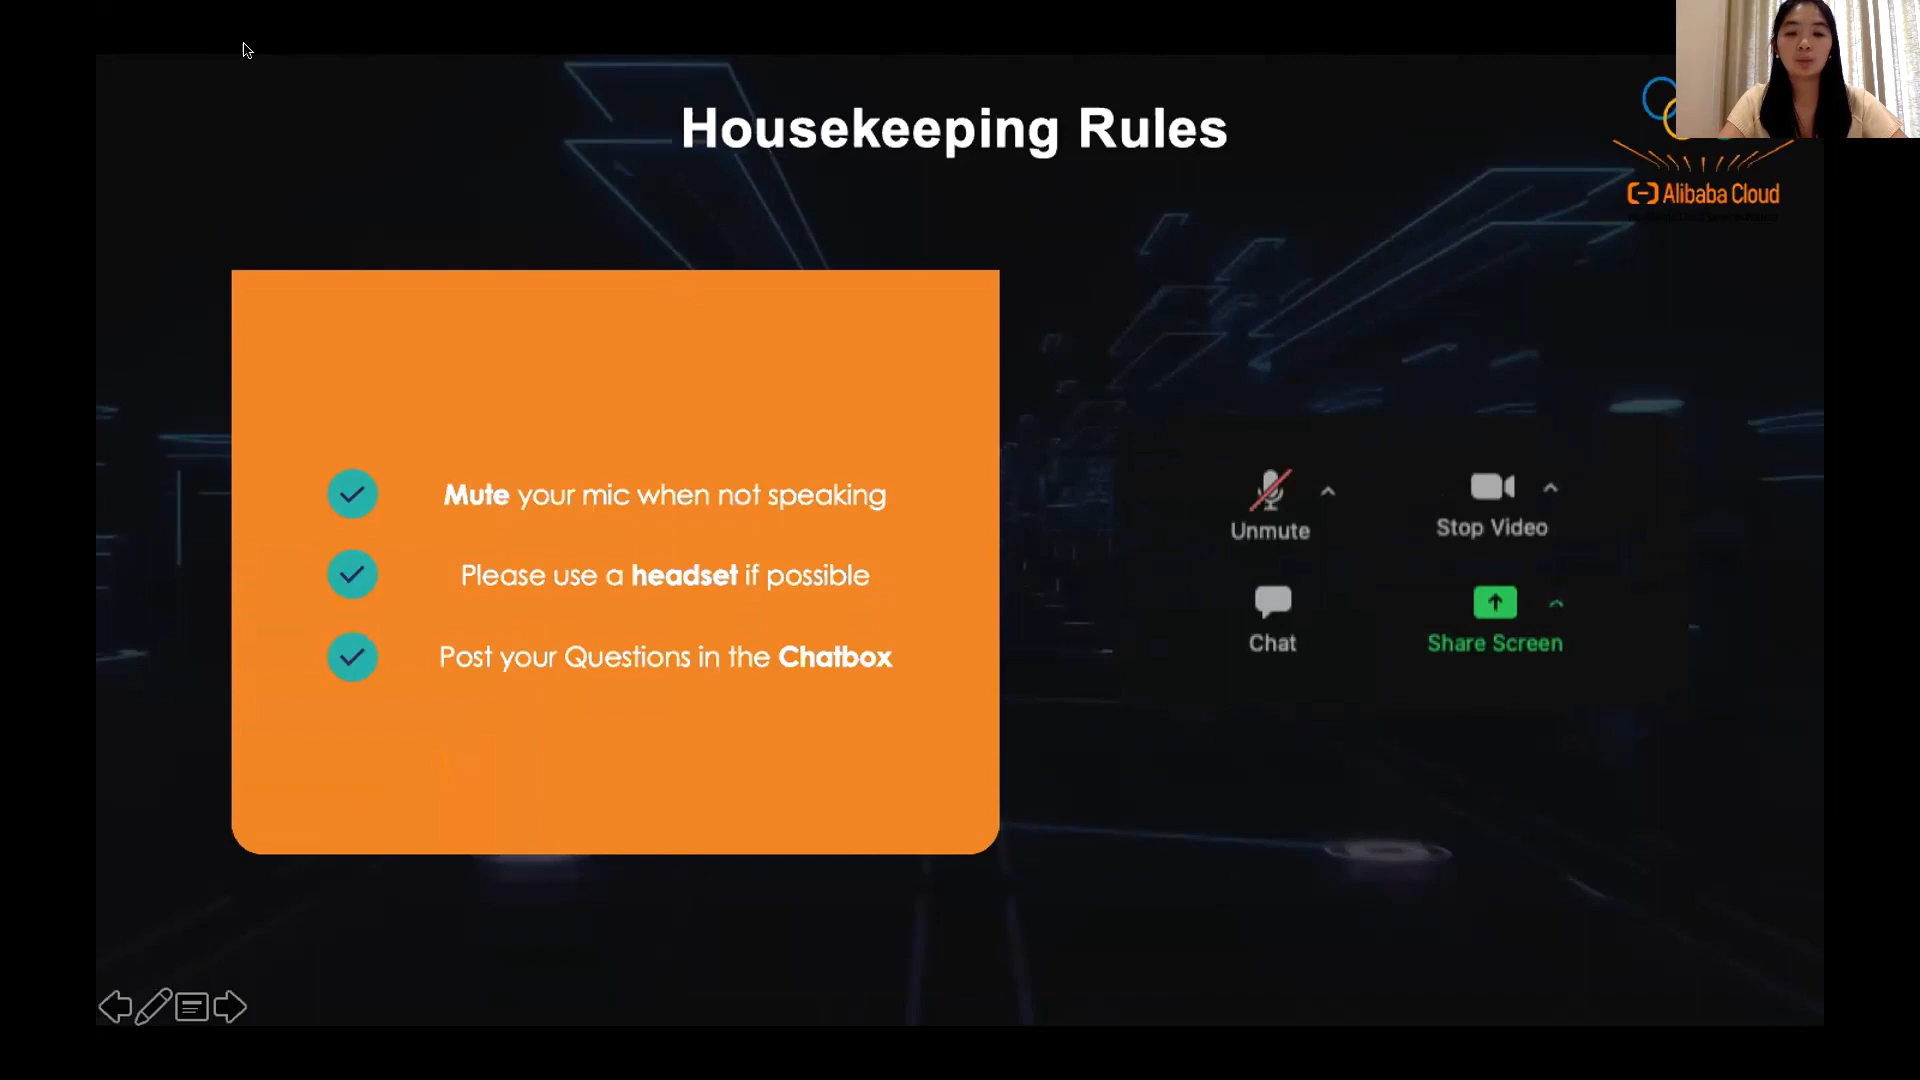 Housekeeping Rules
Alibaba Cloud
Mute your mic when not speaking
Please use a headset if possible
Post your Questions in the Chatbox
Unmute
Stop Video
Chat
Share Screen